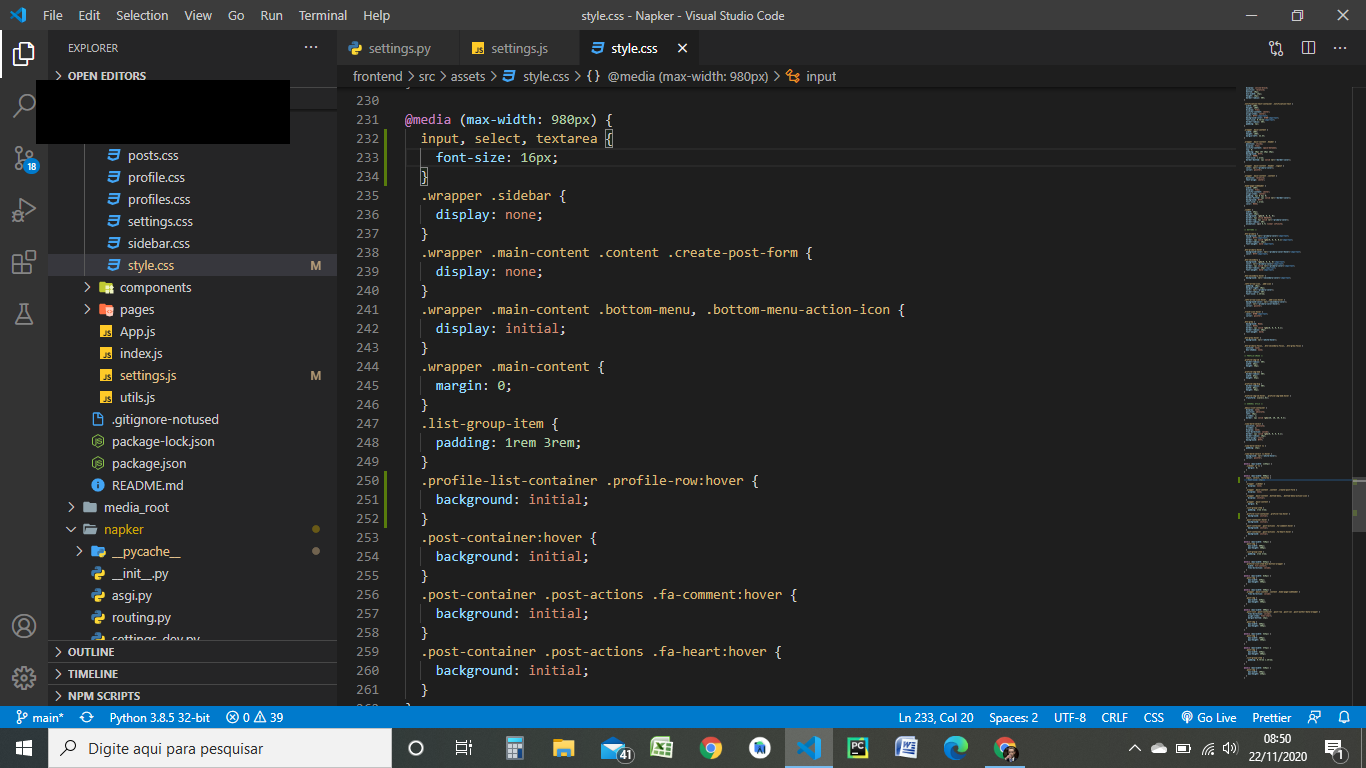 File Edit Selection View Go Run Terminal Help style.css - Napker - Visual Studio Code
EXPLORER ···
settings.py settings.js style.css
OPEN EDITORS
frontend > src > assets > style.css > {} @media (max-width: 980px) > input
posts.css
profile.css
profiles.css
settings.css
sidebar.css
style.css M
components
pages
App.js
index.js
settings.js M
utils.js
.gitignore-notused
package-lock.json
package.json
README.md
media_root
napker
__pycache__
__init__.py
asgi.py
routing.py
settings_dev.py
OUTLINE
TIMELINE
NPM SCRIPTS
18
230
231 @media (max-width: 980px) {
232 input, select, textarea {
233 font-size: 16px;
234 }
235 .wrapper .sidebar {
236 display: none;
237 }
238 .wrapper .main-content .content .create-post-form {
239 display: none;
240 }
241 .wrapper .main-content .bottom-menu, .bottom-menu-action-icon {
242 display: initial;
243 }
244 .wrapper .main-content {
245 margin: 0;
246 }
247 .list-group-item {
248 padding: 1rem 3rem;
249 }
250 .profile-list-container .profile-row:hover {
251 background: initial;
252 }
253 .post-container:hover {
254 background: initial;
255 }
256 .post-container .post-actions .fa-comment:hover {
257 background: initial;
258 }
259 .post-container .post-actions .fa-heart:hover {
260 background: initial;
261 }
main* Python 3.8.5 32-bit 0 39 Ln 233, Col 20 Spaces: 2 UTF-8 CRLF CSS Go Live Prettier
Digite aqui para pesquisar
41
08:50
22/11/2020
1